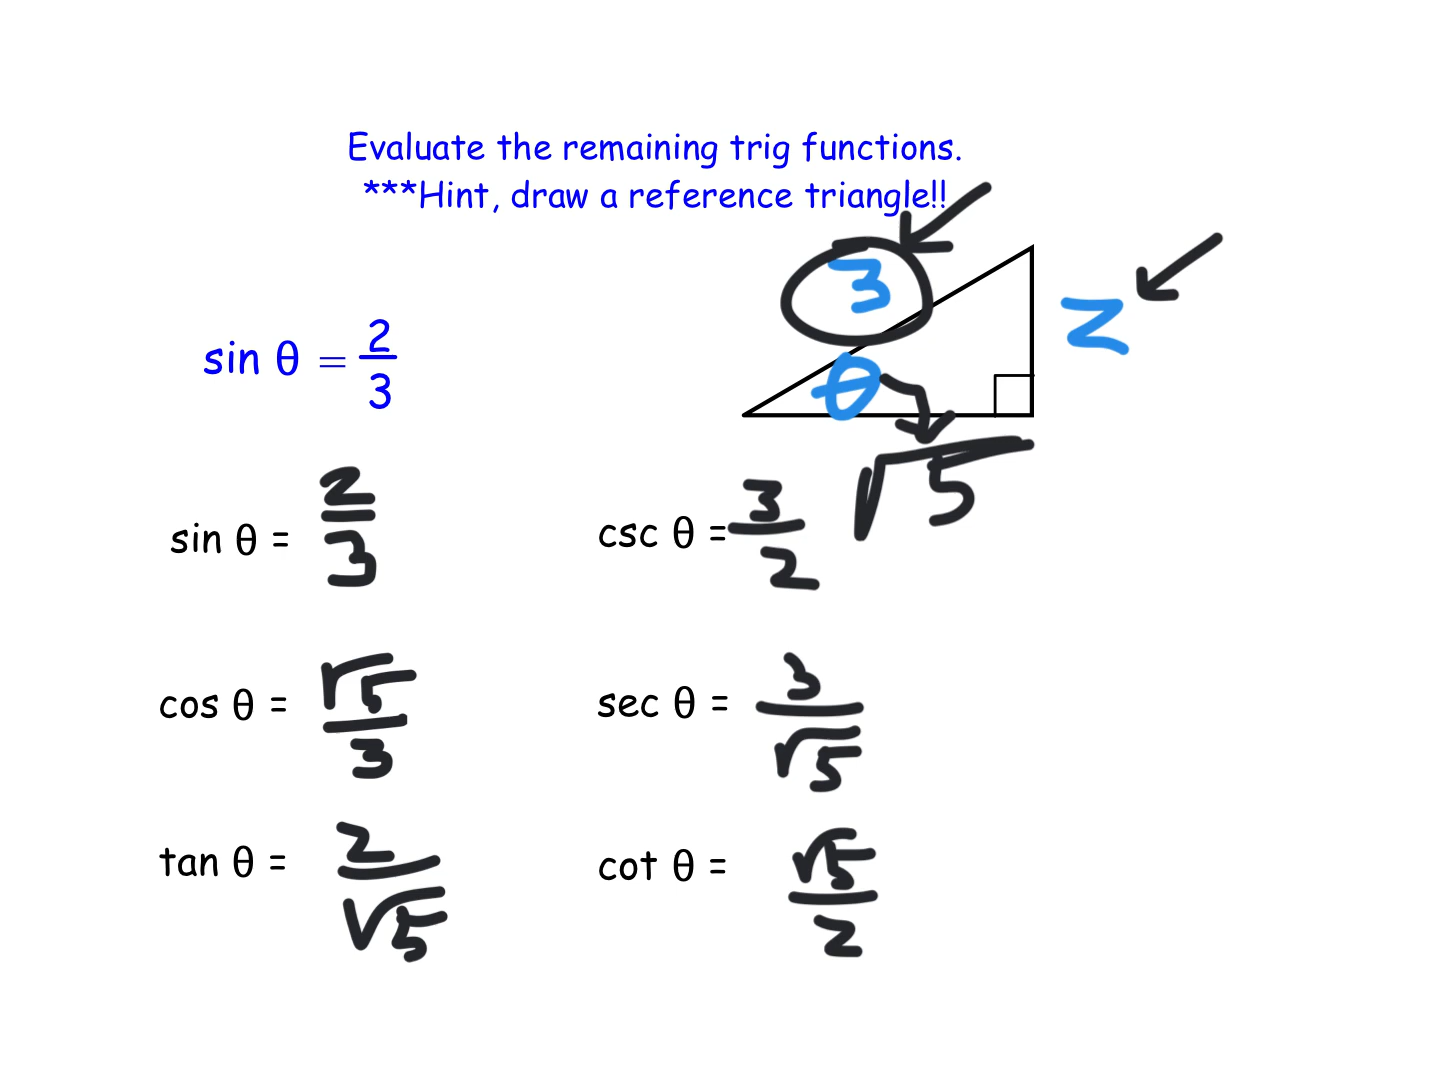 Evaluate the remaining trig functions.
***Hint, draw a reference triangle!!
3
2
sin θ = 2/3
θ
√5
sin θ = 2/3
csc θ = 3/2
cos θ = √5/3
sec θ = 3/√5
tan θ = 2/√5
cot θ = √5/2